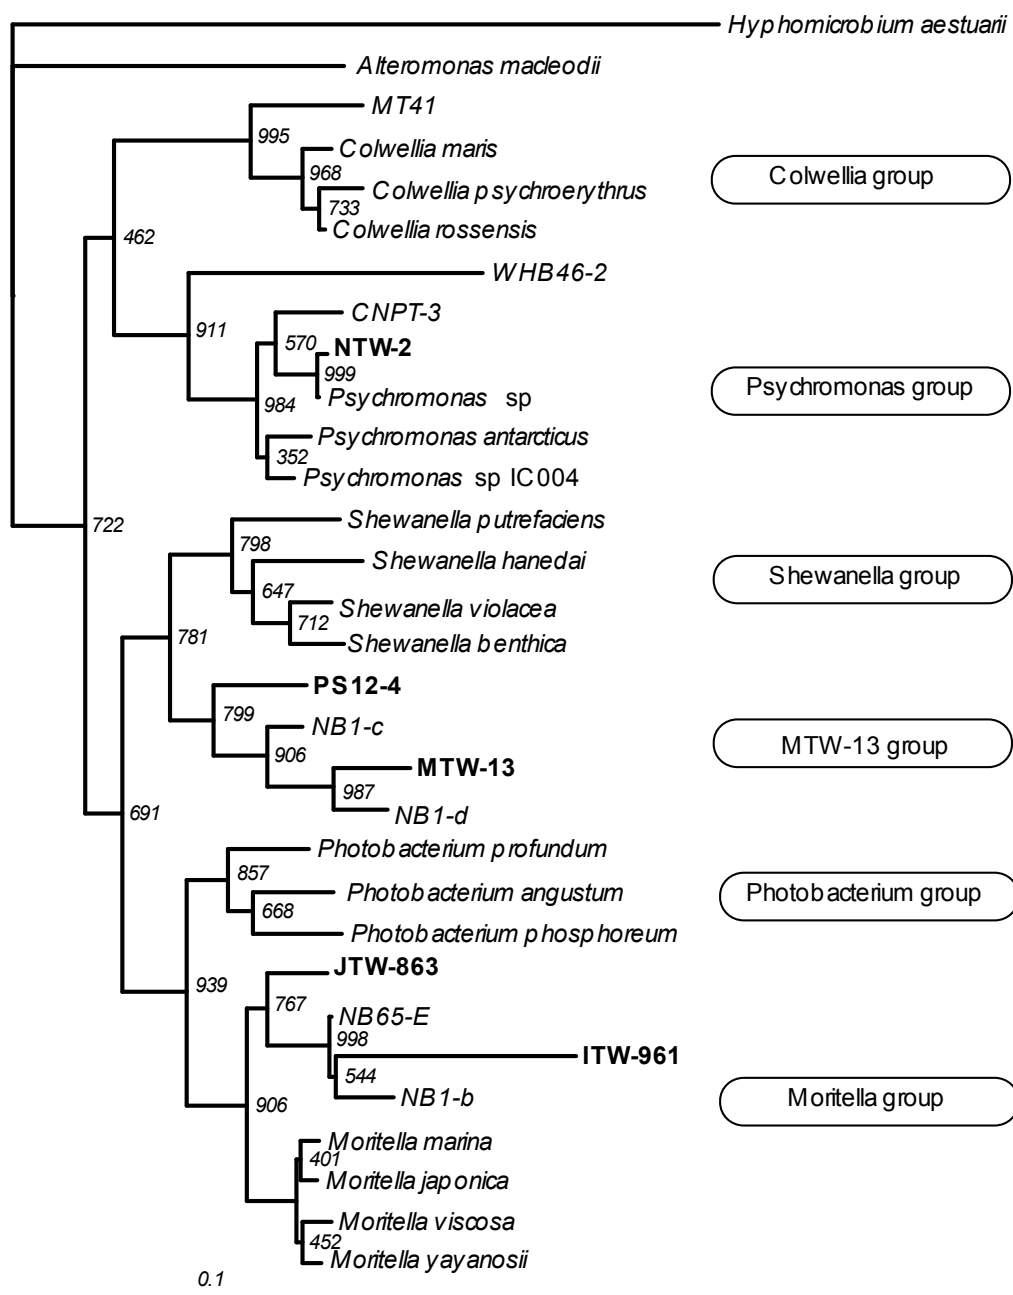 Hyphomicrobium aestuarii
Alteromonas macleodii
MT41
995
Colwellia maris
968
Colwellia group
Colwellia psychroerythrus
733
Colwellia rossensis
462
WHB46-2
CNPT-3
911
570
NTW-2
999
Psychromonas group
Psychromonas sp
984
Psychromonas antarcticus
352
Psychromonas sp IC004
Shewanella putrefaciens
722
798
Shewanella hanedai
Shewanella group
647
Shewanella violacea
712
781
Shewanella benthica
PS12-4
799
NB1-c
MTW-13 group
906
MTW-13
987
NB1-d
691
Photobacterium profundum
857
Photobacterium angustum
Photobacterium group
668
Photobacterium phosphoreum
JTW-863
939
767
NB65-E
998
ITW-961
544
NB1-b
Moritella group
906
Moritella marina
401
Moritella japonica
Moritella viscosa
452
Moritella yayanosii
0.1